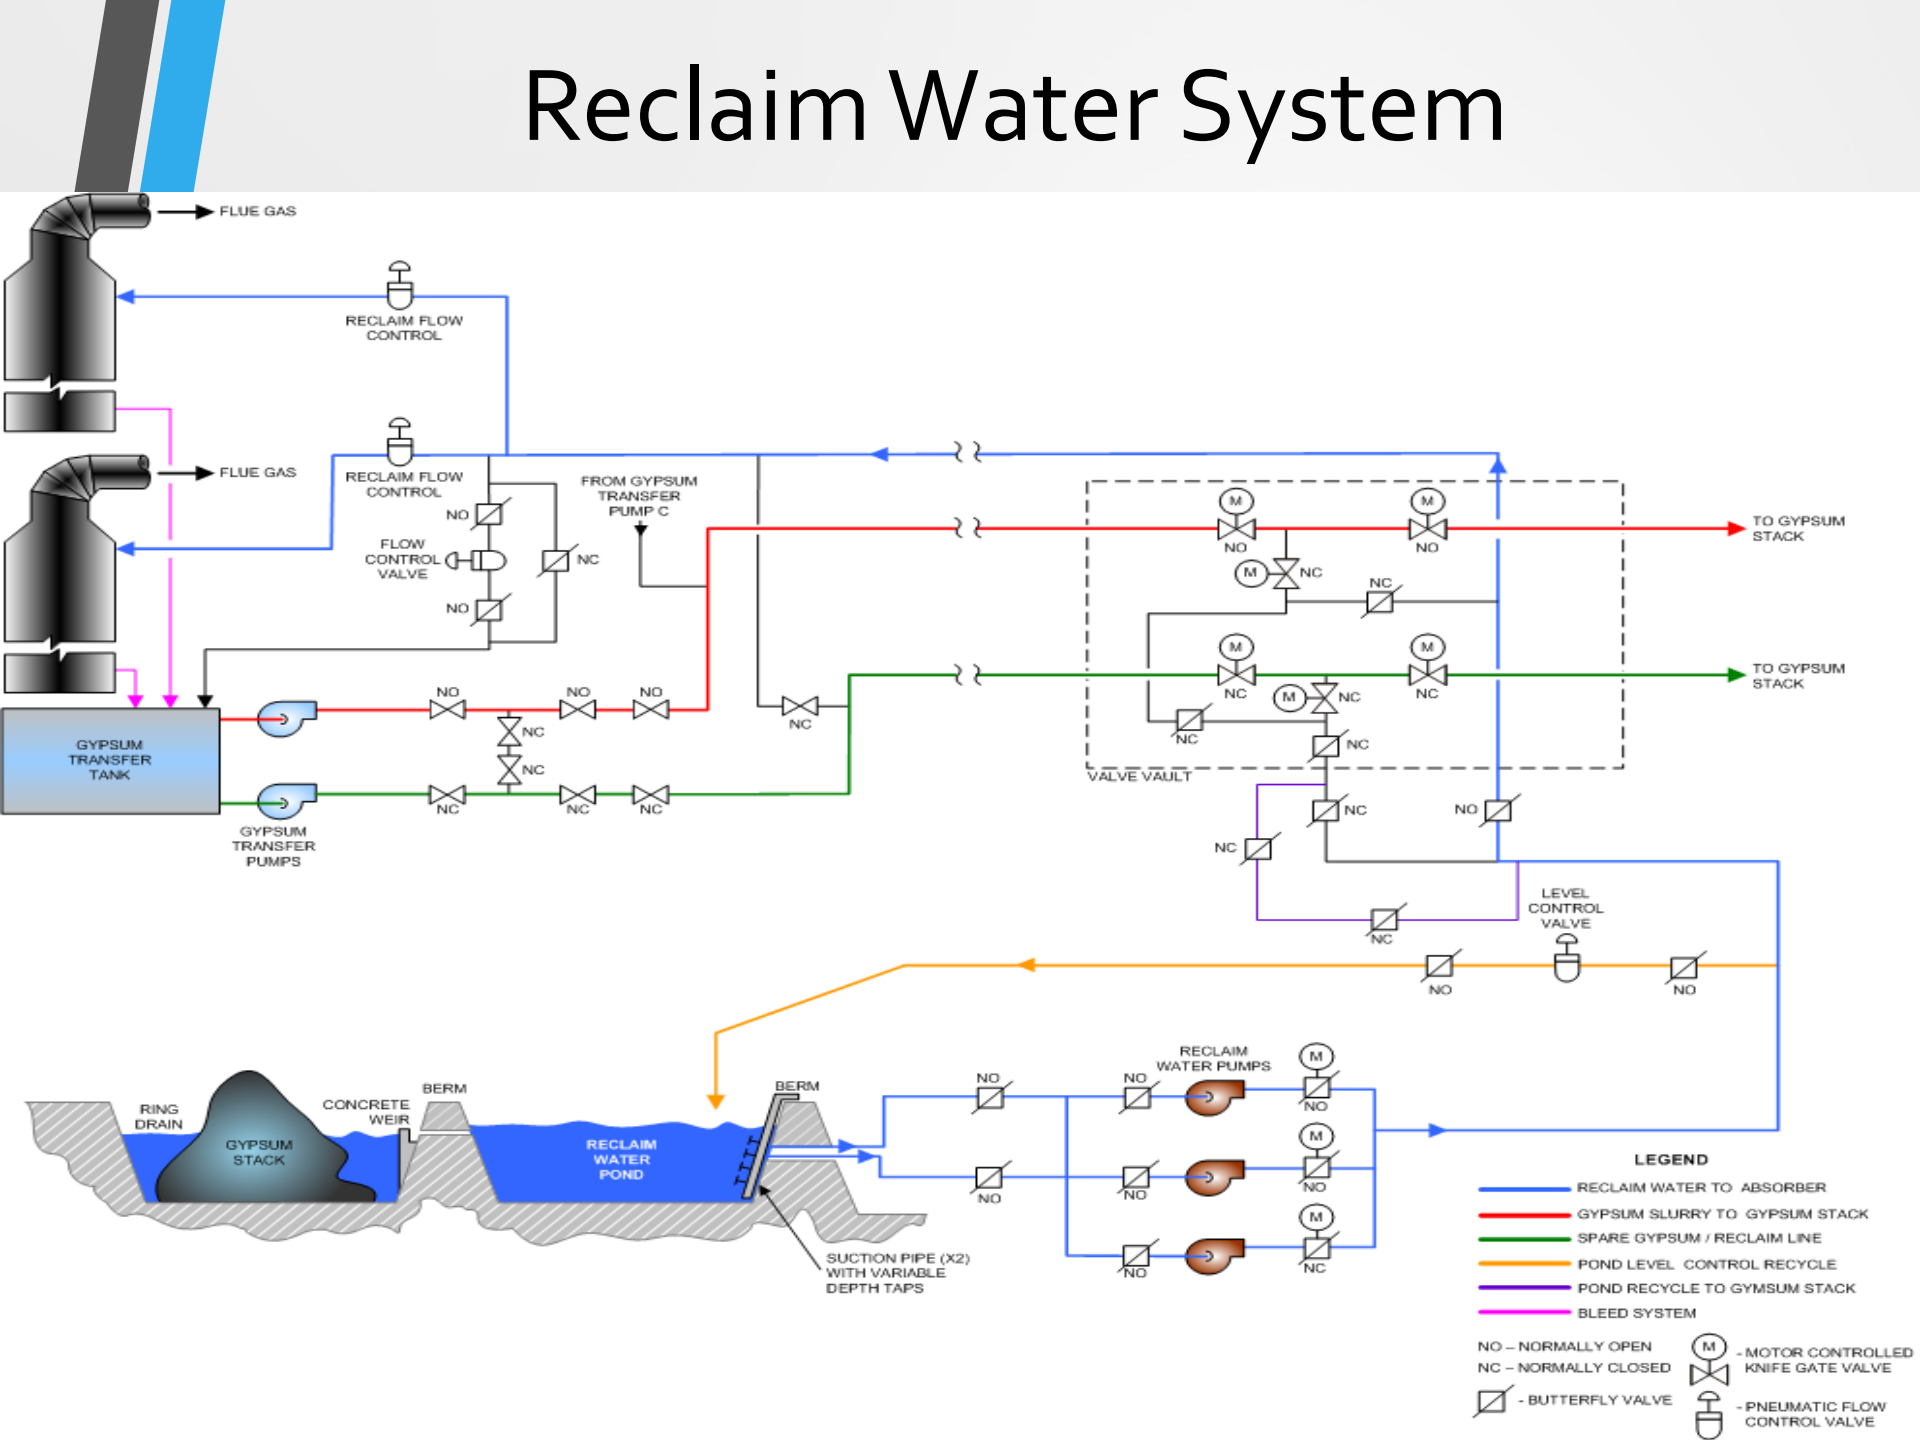 Reclaim Water System
FLUE GAS
RECLAIM FLOW
CONTROL
FLUE GAS
RECLAIM FLOW
CONTROL
FROM GYPSUM
TRANSFER
PUMP C
NO
FLOW
CONTROL
VALVE
NC
NO
M
M
NO
NO
TO GYPSUM
STACK
M
NC
NC
M
M
NC
NC
TO GYPSUM
STACK
M
NC
NC
NC
VALVE VAULT
NO
NO
NO
NC
NC
NC
NC
NC
NC
GYPSUM
TRANSFER
TANK
GYPSUM
TRANSFER
PUMPS
NC
NO
NC
NC
LEVEL
CONTROL
VALVE
NO
NO
RING
DRAIN
GYPSUM
STACK
CONCRETE
WEIR
BERM
RECLAIM
WATER
POND
BERM
SUCTION PIPE (X2)
WITH VARIABLE
DEPTH TAPS
NO
NO
NO
NO
NO
RECLAIM
WATER PUMPS
M
NO
M
NO
M
NC
LEGEND
RECLAIM WATER TO ABSORBER
GYPSUM SLURRY TO GYPSUM STACK
SPARE GYPSUM / RECLAIM LINE
POND LEVEL CONTROL RECYCLE
POND RECYCLE TO GYMSUM STACK
BLEED SYSTEM
NO – NORMALLY OPEN
NC – NORMALLY CLOSED
- BUTTERFLY VALVE
M
- MOTOR CONTROLLED
KNIFE GATE VALVE
- PNEUMATIC FLOW
CONTROL VALVE